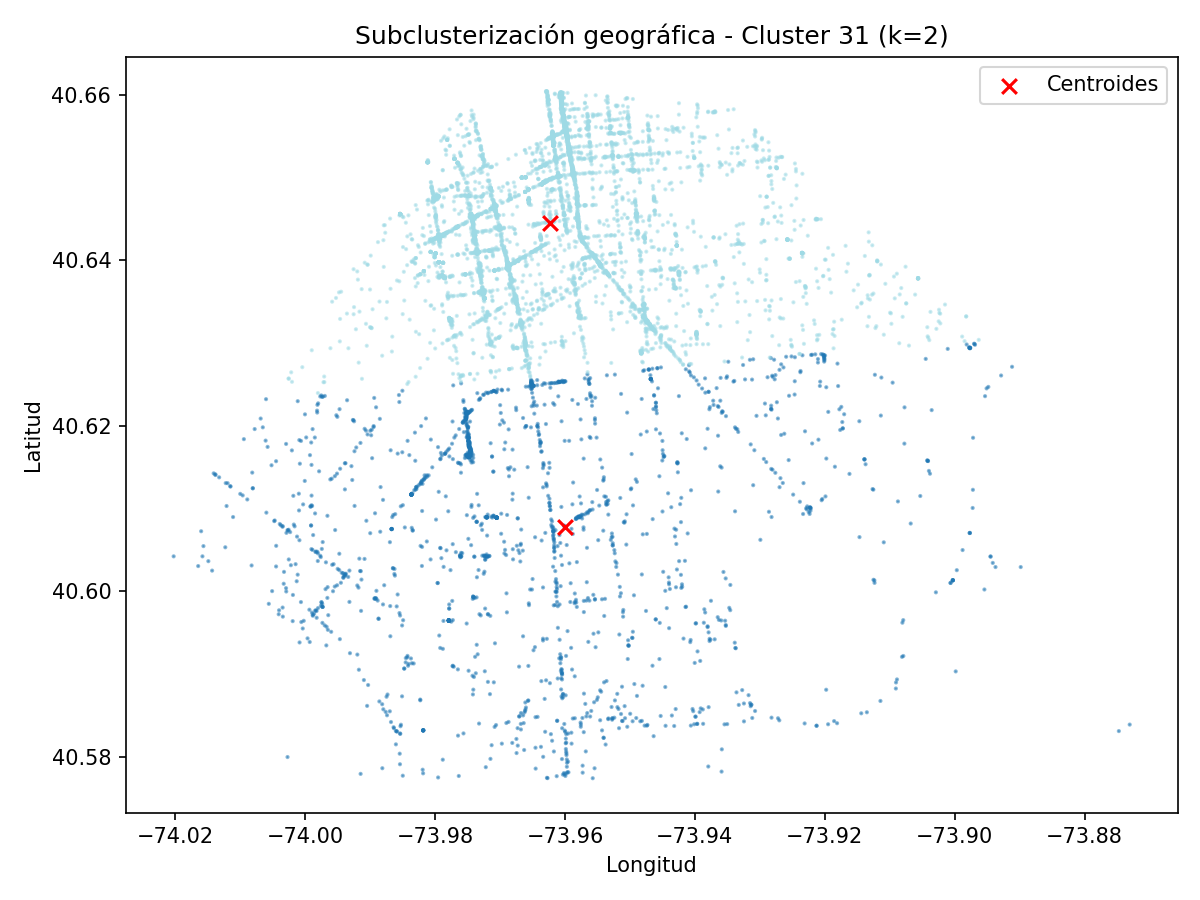 Subclusterización geográfica - Cluster 31 (k=2)
Centroides
40.66
40.64
40.62
40.60
40.58
Latitud
−74.02 −74.00 −73.98 −73.96 −73.94 −73.92 −73.90 −73.88
Longitud